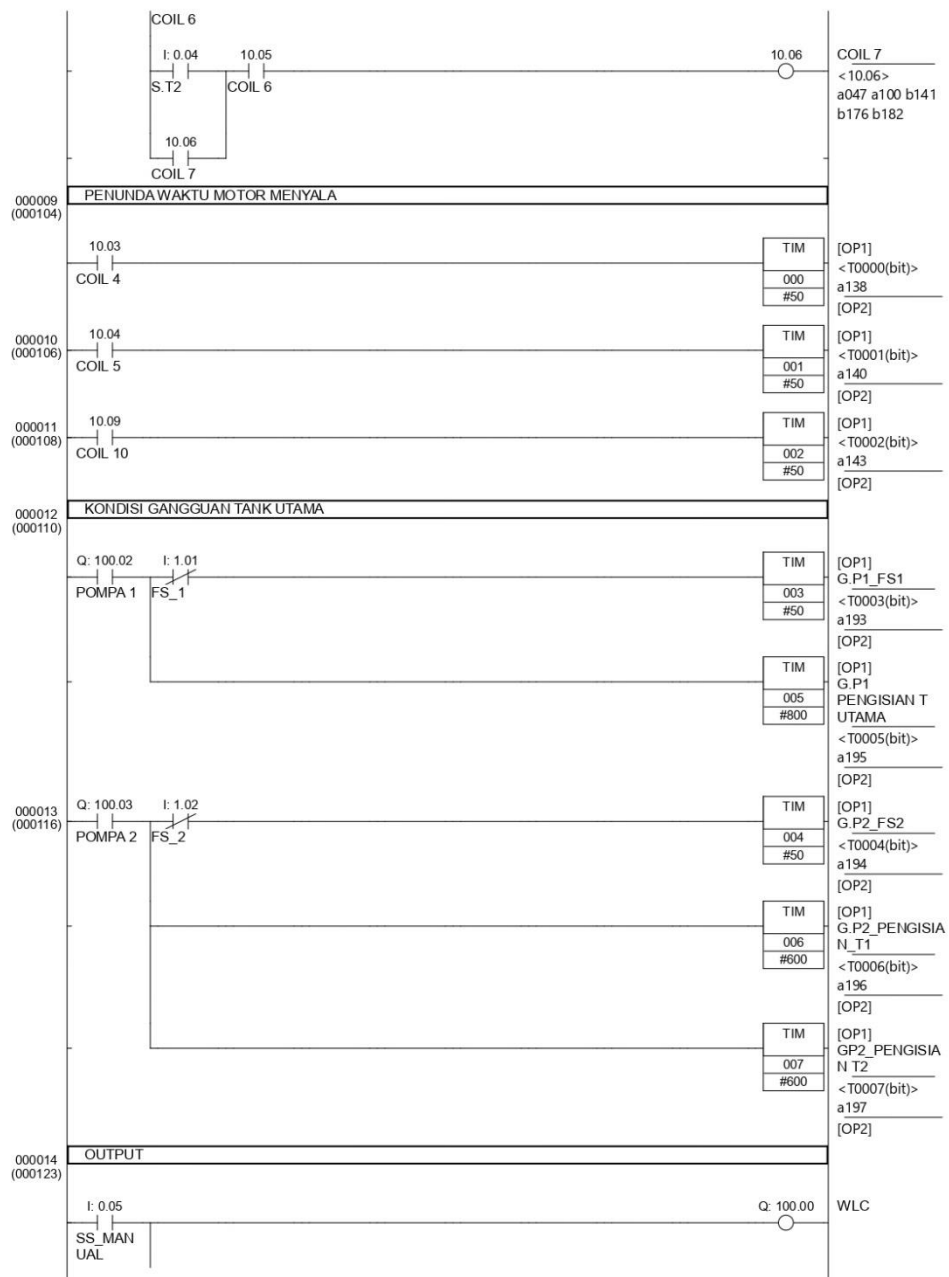 COIL 6
I: 0.04 10.05 10.06 COIL 7
S.T2 COIL 6 <10.06>
a047 a100 b141
b176 b182
10.06
COIL 7
000009 PENUNDA WAKTU MOTOR MENYALA
(000104)
10.03 TIM [OP1]
COIL 4 000 <T0000(bit)>
#50 a138
[OP2]
000010 10.04 TIM [OP1]
(000106) COIL 5 001 <T0001(bit)>
#50 a140
[OP2]
000011 10.09 TIM [OP1]
(000108) COIL 10 002 <T0002(bit)>
#50 a143
[OP2]
000012 KONDISI GANGGUAN TANK UTAMA
(000110)
Q: 100.02 I: 1.01 TIM [OP1]
POMPA 1 FS_1 003 G.P1_FS1
#50 <T0003(bit)>
a193
[OP2]
TIM [OP1]
G.P1
005 PENGISIAN T
#800 UTAMA
<T0005(bit)>
a195
[OP2]
000013 Q: 100.03 I: 1.02 TIM [OP1]
(000116) POMPA 2 FS_2 004 G.P2_FS2
#50 <T0004(bit)>
a194
[OP2]
TIM [OP1]
G.P2_PENGISIA
006 N_T1
#600 <T0006(bit)>
a196
[OP2]
TIM [OP1]
GP2_PENGISIA
007 N T2
#600 <T0007(bit)>
a197
[OP2]
000014 OUTPUT
(000123)
I: 0.05 Q: 100.00 WLC
SS_MAN
UAL